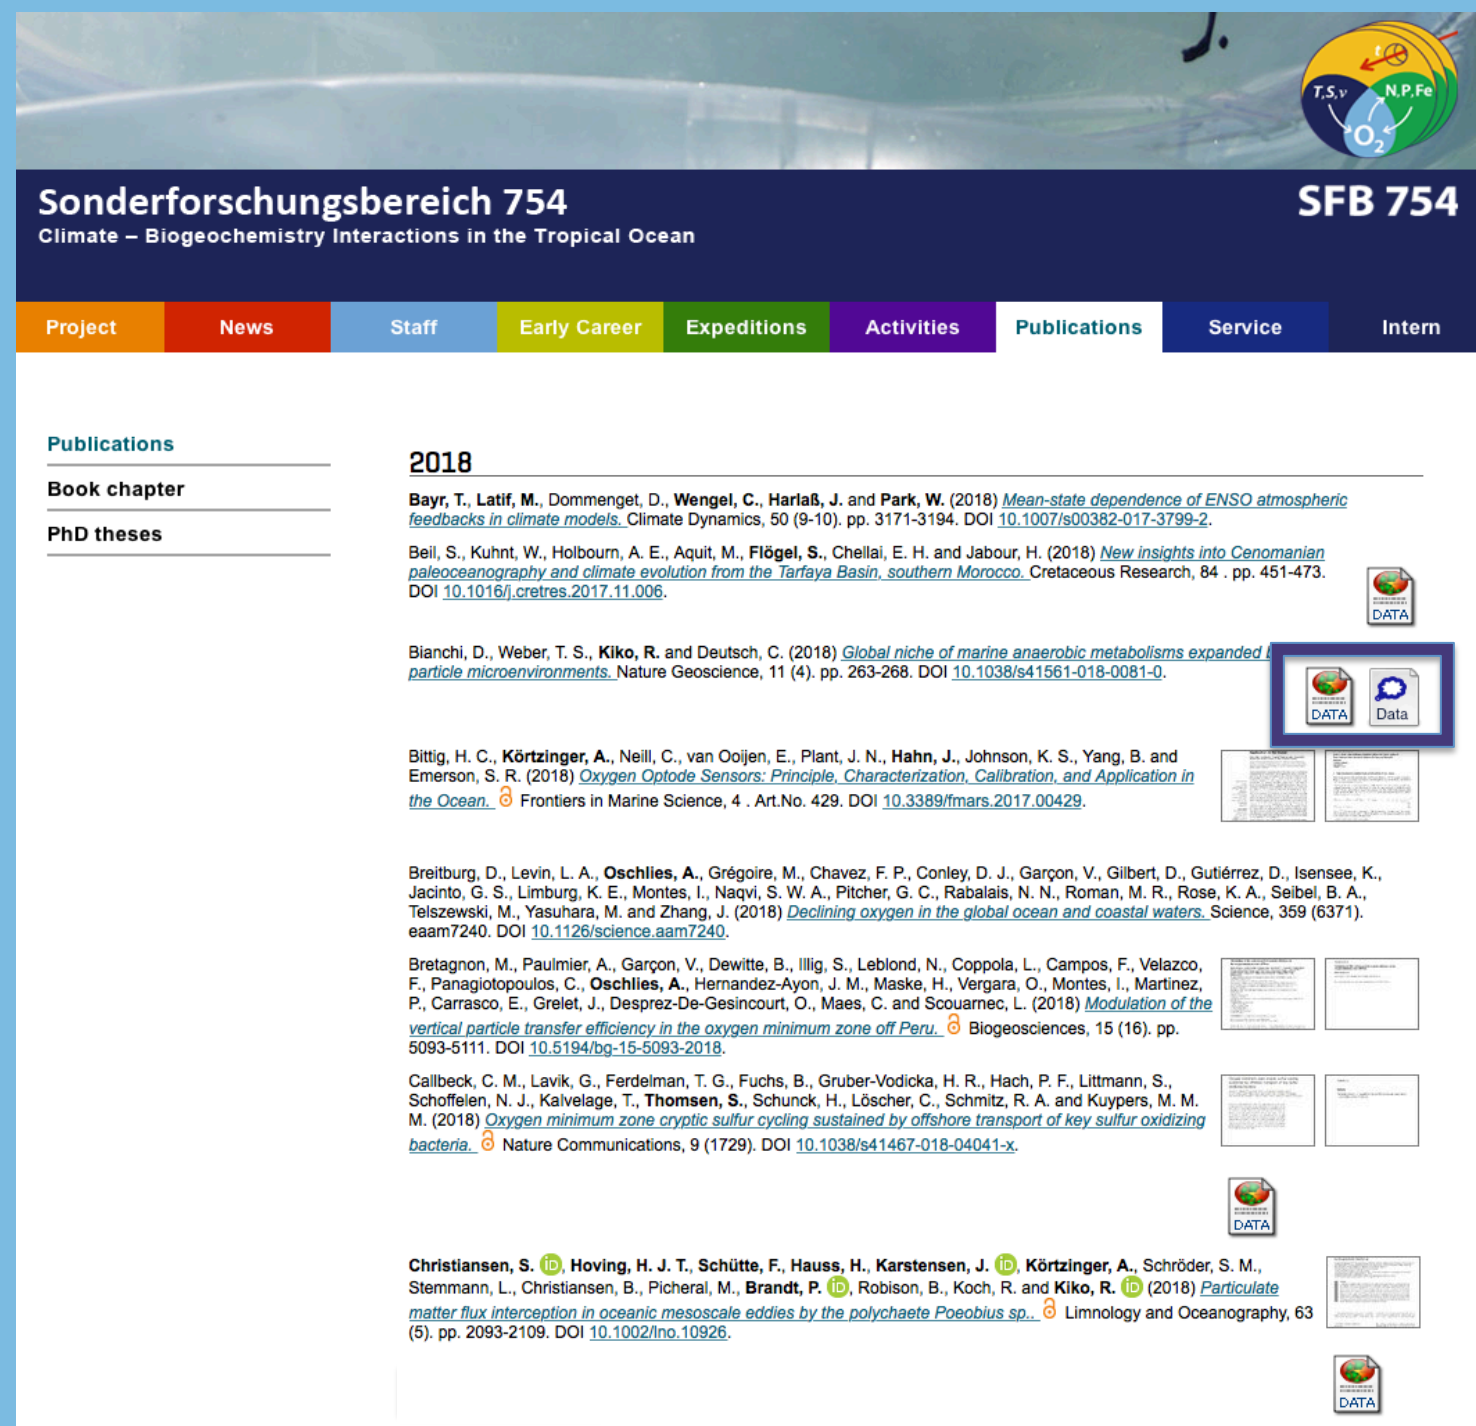 t
T,S,v
N,P,Fe
O2
Sonderforschungsbereich 754
SFB 754
Climate – Biogeochemistry Interactions in the Tropical Ocean
Project
News
Staff
Early Career
Expeditions
Activities
Publications
Service
Intern
Publications
Book chapter
PhD theses
2018
Bayr, T., Latif, M., Dommenget, D., Wengel, C., Harlaß, J. and Park, W. (2018) Mean-state dependence of ENSO atmospheric
feedbacks in climate models. Climate Dynamics, 50 (9-10). pp. 3171-3194. DOI 10.1007/s00382-017-3799-2.
Beil, S., Kuhnt, W., Holbourn, A. E., Aquit, M., Flögel, S., Chellai, E. H. and Jabour, H. (2018) New insights into Cenomanian
paleoceanography and climate evolution from the Tarfaya Basin, southern Morocco. Cretaceous Research, 84 . pp. 451-473.
DOI 10.1016/j.cretres.2017.11.006.
DATA
Bianchi, D., Weber, T. S., Kiko, R. and Deutsch, C. (2018) Global niche of marine anaerobic metabolisms expanded
particle microenvironments. Nature Geoscience, 11 (4). pp. 263-268. DOI 10.1038/s41561-018-0081-0.
DATA
Data
Bittig, H. C., Körtzinger, A., Neill, C., van Ooijen, E., Plant, J. N., Hahn, J., Johnson, K. S., Yang, B. and
Emerson, S. R. (2018) Oxygen Optode Sensors: Principle, Characterization, Calibration, and Application in
the Ocean. Frontiers in Marine Science, 4 . Art.No. 429. DOI 10.3389/fmars.2017.00429.
Breitburg, D., Levin, L. A., Oschlies, A., Grégoire, M., Chavez, F. P., Conley, D. J., Garçon, V., Gilbert, D., Gutiérrez, D., Isensee, K.,
Jacinto, G. S., Limburg, K. E., Montes, I., Naqvi, S. W. A., Pitcher, G. C., Rabalais, N. N., Roman, M. R., Rose, K. A., Seibel, B. A.,
Telszewski, M., Yasuhara, M. and Zhang, J. (2018) Declining oxygen in the global ocean and coastal waters. Science, 359 (6371).
eaam7240. DOI 10.1126/science.aam7240.
Bretagnon, M., Paulmier, A., Garçon, V., Dewitte, B., Illig, S., Leblond, N., Coppola, L., Campos, F., Velazco,
F., Panagiotopoulos, C., Oschlies, A., Hernandez-Ayon, J. M., Maske, H., Vergara, O., Montes, I., Martinez,
P., Carrasco, E., Grelet, J., Desprez-De-Gesincourt, O., Maes, C. and Scouarnec, L. (2018) Modulation of the
vertical particle transfer efficiency in the oxygen minimum zone off Peru. Biogeosciences, 15 (16). pp.
5093-5111. DOI 10.5194/bg-15-5093-2018.
Callbeck, C. M., Lavik, G., Ferdelman, T. G., Fuchs, B., Gruber-Vodicka, H. R., Hach, P. F., Littmann, S.,
Schoffelen, N. J., Kalvelage, T., Thomsen, S., Schunck, H., Löscher, C., Schmitz, R. A. and Kuypers, M. M.
M. (2018) Oxygen minimum zone cryptic sulfur cycling sustained by offshore transport of key sulfur oxidizing
bacteria. Nature Communications, 9 (1729). DOI 10.1038/s41467-018-04041-x.
DATA
Christiansen, S. iD, Hoving, H. J. T., Schütte, F., Hauss, H., Karstensen, J. iD, Körtzinger, A., Schröder, S. M.,
Stemmann, L., Christiansen, B., Picheral, M., Brandt, P. iD, Robison, B., Koch, R. and Kiko, R. iD (2018) Particulate
matter flux interception in oceanic mesoscale eddies by the polychaete Poeobius sp.. Limnology and Oceanography, 63
(5). pp. 2093-2109. DOI 10.1002/lno.10926.
DATA